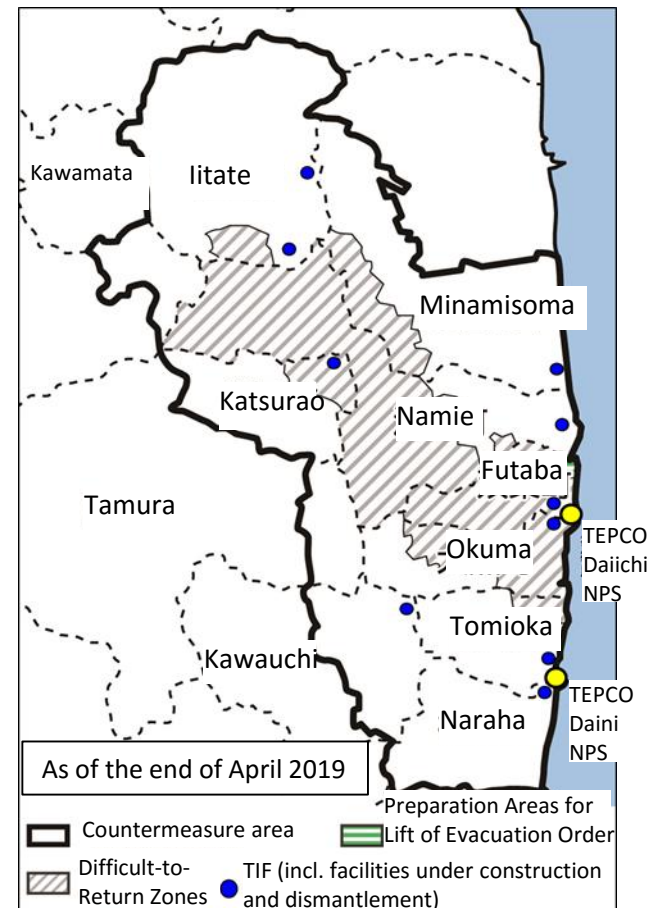 Kawamata
Iitate
Minamisoma
Katsurao
Namie
Futaba
Tamura
TEPCO
Daiichi
NPS
Okuma
Tomioka
Kawauchi
TEPCO
Daini
NPS
Naraha
As of the end of April 2019
Countermeasure area
Preparation Areas for
Lift of Evacuation Order
Difficult-to-
Return Zones
TIF (incl. facilities under construction
and dismantlement)